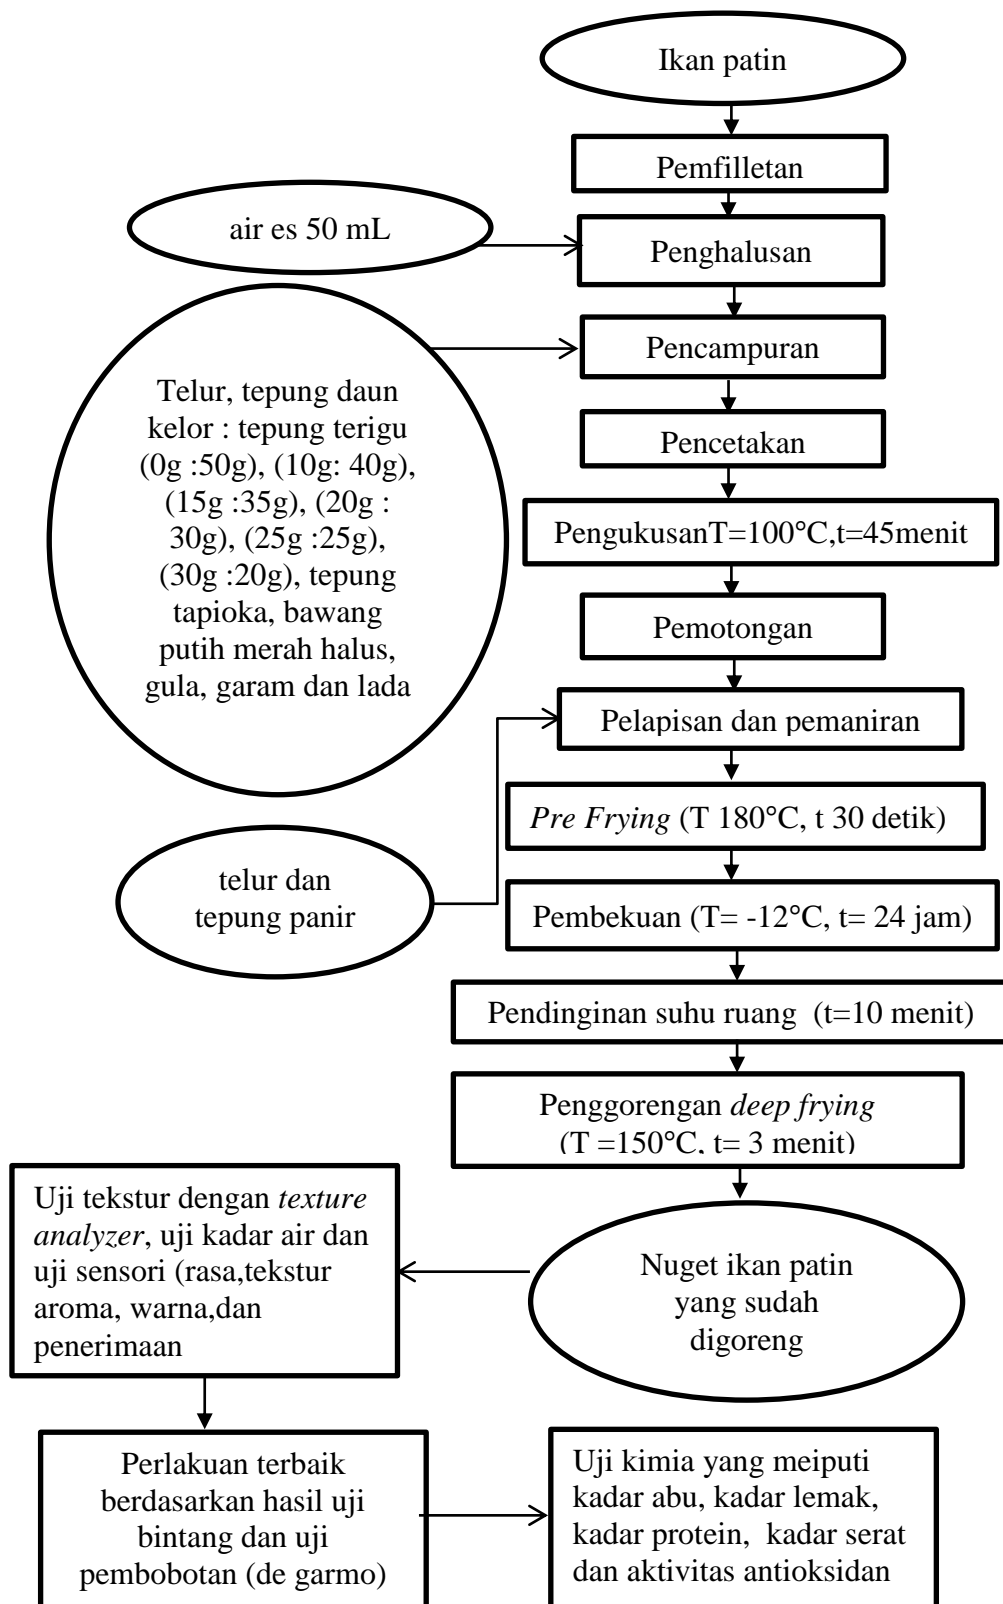 Ikan patin
Pemfilletan
air es 50 mL
Penghalusan
Pencampuran
Telur, tepung daun
kelor : tepung terigu
(0g :50g), (10g: 40g),
(15g :35g), (20g :
30g), (25g :25g),
(30g :20g), tepung
tapioka, bawang
putih merah halus,
gula, garam dan lada
Pencetakan
PengukusanT=100°C,t=45menit
Pemotongan
Pelapisan dan pemaniran
telur dan
tepung panir
Pre Frying (T 180°C, t 30 detik)
Pembekuan (T= -12°C, t= 24 jam)
Pendinginan suhu ruang (t=10 menit)
Penggorengan deep frying
(T =150°C, t= 3 menit)
Nuget ikan patin
yang sudah
digoreng
Uji tekstur dengan texture
analyzer, uji kadar air dan
uji sensori (rasa,tekstur
aroma, warna,dan
penerimaan
Perlakuan terbaik
berdasarkan hasil uji
bintang dan uji
pembobotan (de garmo)
Uji kimia yang meiputi
kadar abu, kadar lemak,
kadar protein, kadar serat
dan aktivitas antioksidan